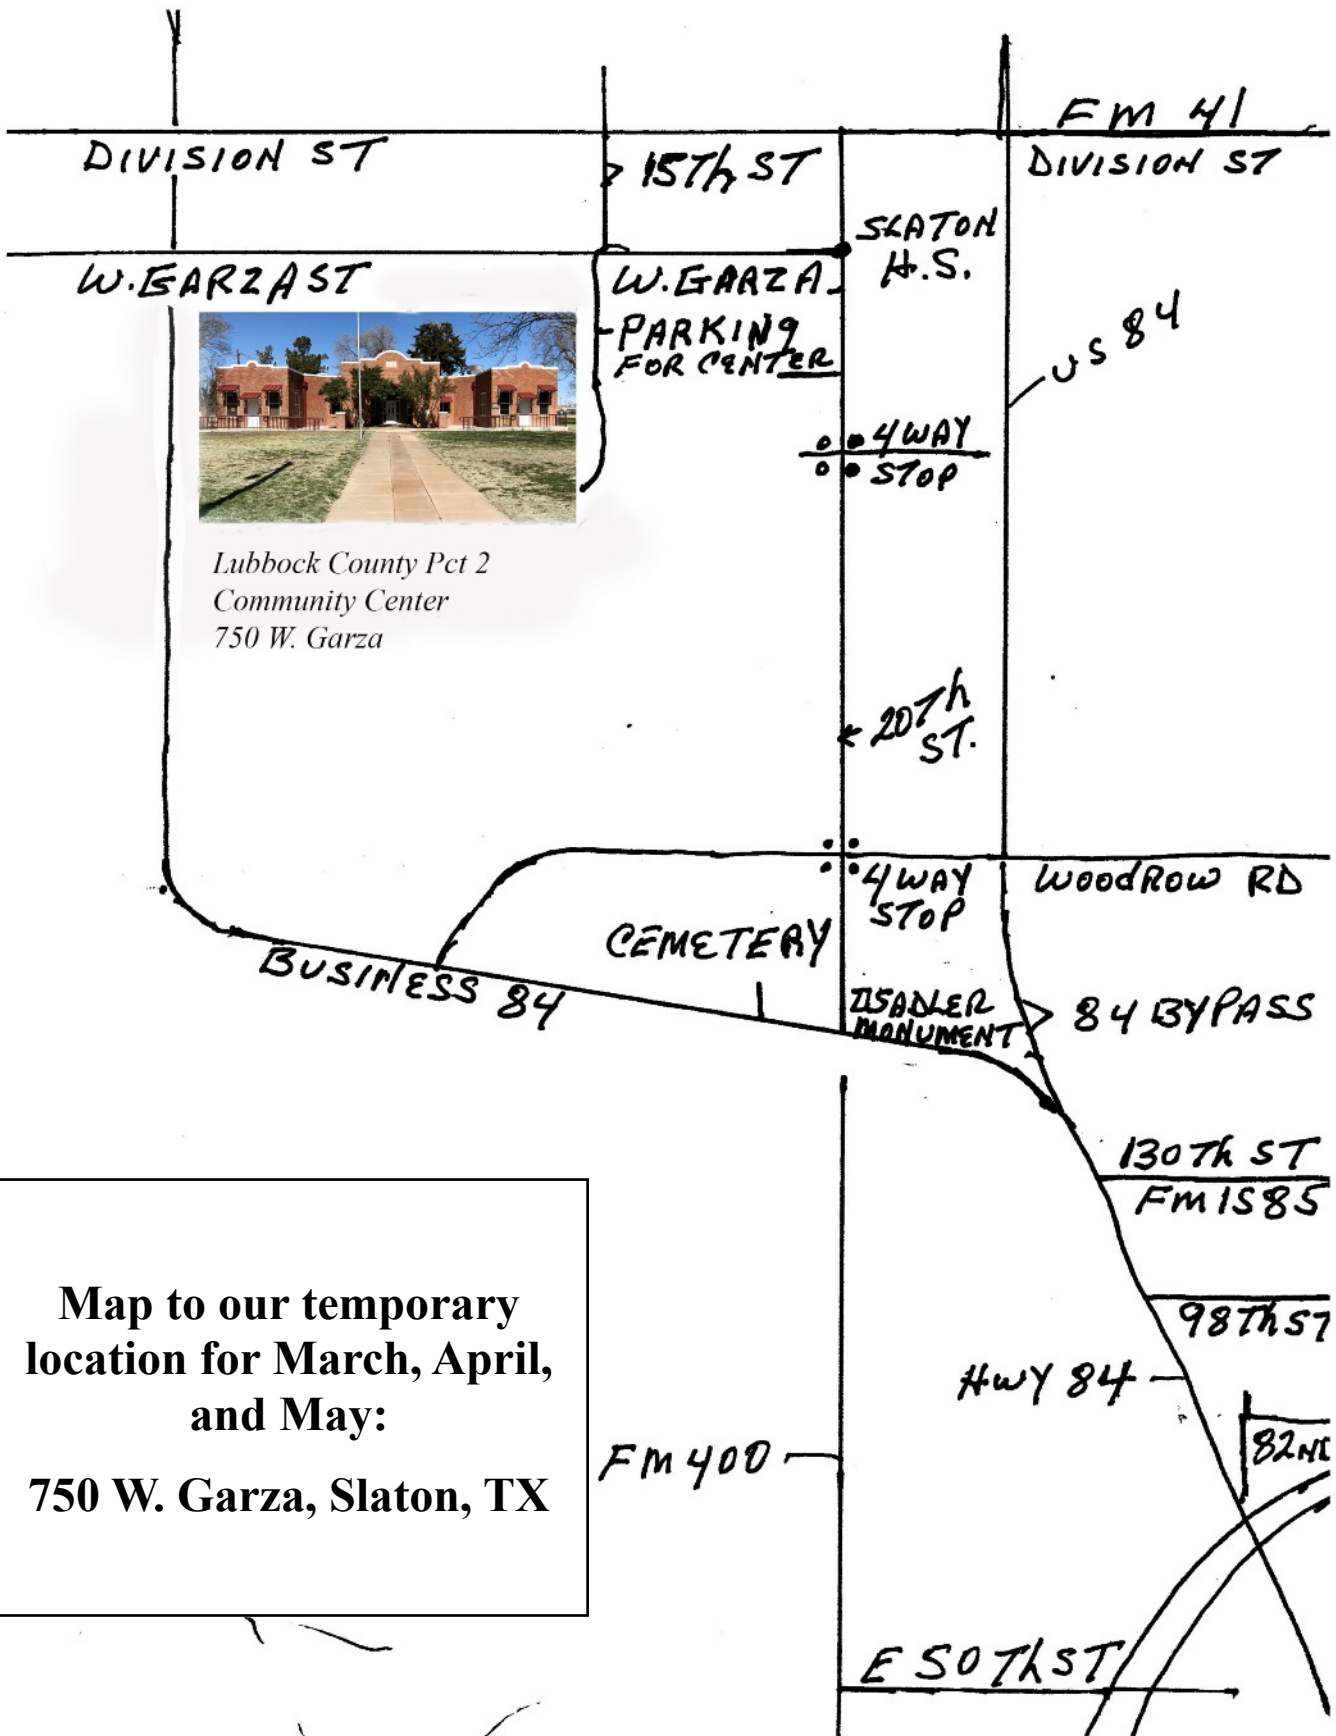 FM 41
DIVISION ST
15Th ST
DIVISION ST
SLATON
H.S.
W.GARZA ST
W.GARZA
PARKING
FOR CENTER
US 84
4 WAY
STOP
Lubbock County Pct 2
Community Center
750 W. Garza
20Th
ST.
4 WAY
STOP
WOODROW RD
CEMETERY
BUSINESS 84
MONUMENT
84 BYPASS
130Th ST
FM 1585
Map to our temporary
location for March, April,
and May:
750 W. Garza, Slaton, TX
98Th ST
HWY 84
82ND
FM 400
E 50Th ST